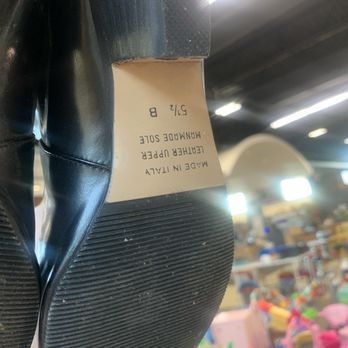 MADE IN ITALY
LEATHER UPPER
MANMADE SOLE
5½ B